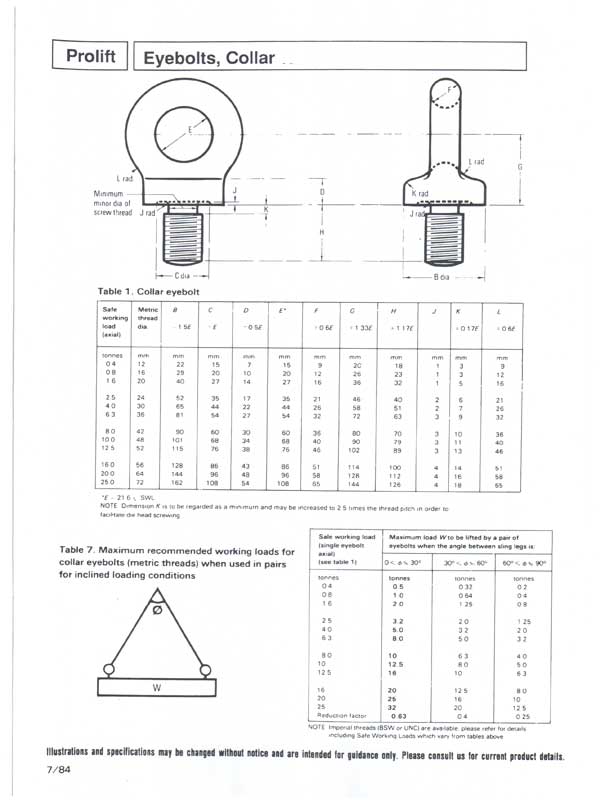 Prolift
Eyebolts, Collar
E
F
L rad
Minimum
minor dia of
screw thread
J rad
J
K
D
H
C dia
L rad
G
K rad
J rad
B dia
Table 1. Collar eyebolt
Safe working load (axial) Metric thread dia. B C D E* F G H J K L
- 1 5E - E - 0 5E - 0 6E = 1 33E = 1 17E = 0 17E = 0 6E
tonnes mm mm mm mm mm mm mm mm mm mm mm
0 4 12 22 15 7 15 9 20 18 1 3 9
0 8 16 29 20 10 20 12 26 23 1 3 12
1 6 20 40 27 14 27 16 36 32 1 5 16
2 5 24 52 35 17 35 21 46 40 2 6 21
4 0 30 65 44 22 44 26 58 51 2 7 26
6 3 36 81 54 27 54 32 72 63 3 9 32
8 0 42 90 60 30 60 36 80 70 3 10 36
10 0 48 101 68 34 68 40 90 79 3 11 40
12 5 52 115 76 38 76 46 102 89 3 13 46
16 0 56 128 86 43 86 51 114 100 4 14 51
20 0 64 144 96 48 96 58 128 112 4 16 58
25 0 72 162 108 54 108 65 144 126 4 18 65
*E - 21 6 SWL
NOTE Dimension K is to be regarded as a minimum and may be increased to 2 5 times the thread pitch in order to
facilitate die head screwing
Table 7. Maximum recommended working loads for
collar eyebolts (metric threads) when used in pairs
for inclined loading conditions
Ø
W
Safe working load (single eyebolt axial) (see table 1) Maximum load W to be lifted by a pair of eyebolts when the angle between sling legs is:
0 < ø ≤ 30° 30° < ø ≤ 60° 60° < ø ≤ 90°
tonnes tonnes tonnes tonnes
0 4 0 5 0 32 0 2
0 8 1 0 0 64 0 4
1 6 2 0 1 25 0 8
2 5 3.2 2 0 1 25
4 0 5.0 3 2 2 0
6 3 8.0 5 0 3 2
8 0 10 6 3 4 0
10 12.5 8 0 5 0
12 5 16 10 6 3
16 20 12 5 8 0
20 25 16 10
25 32 20 12 5
Reduction factor 0.63 0 4 0 25
NOTE Imperial threads (BSW or UNC) are available please refer for details
including Safe Working Loads which vary from tables above
Illustrations and specifications may be changed without notice and are intended for guidance only. Please consult us for current product details.
7/84